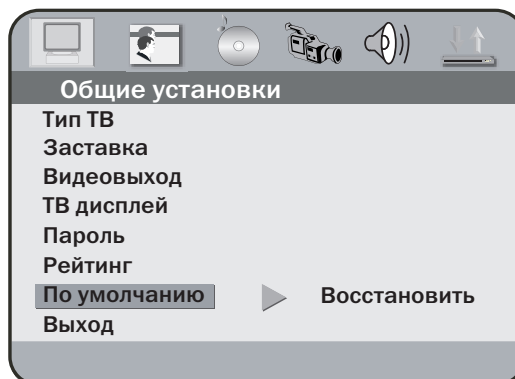 Общие установки
Тип ТВ
Заставка
Видеовыход
ТВ дисплей
Пароль
Рейтинг
По умолчанию Восстановить
Выход